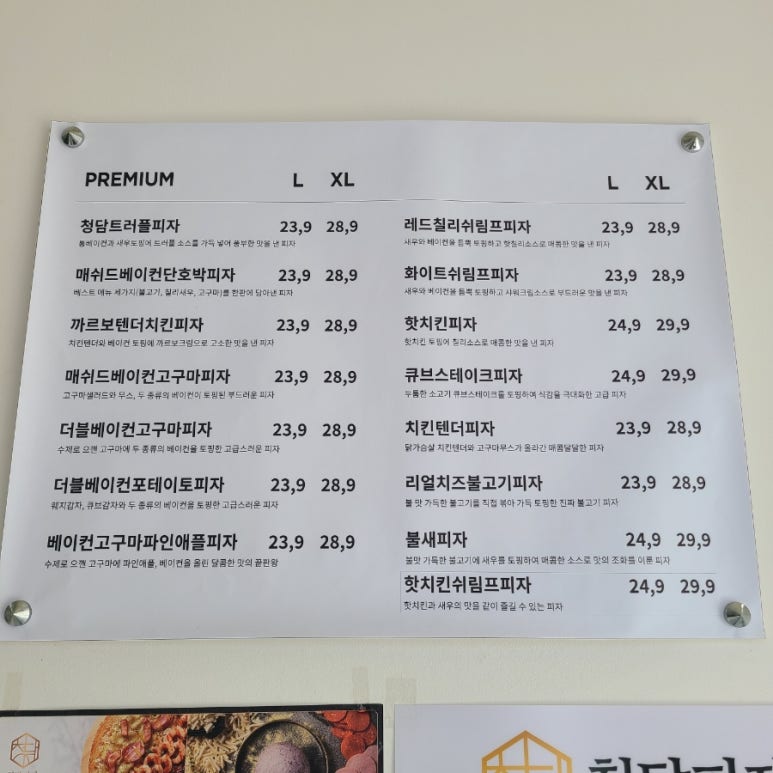 PREMIUM L XL
청담트러플피자 23,9 28,9
통베이컨과 새우토핑에 트러플 소스를 가득 넣어 풍부한 맛을 낸 피자
매쉬드베이컨단호박피자 23,9 28,9
베스트 메뉴 세가지(불고기, 칠리새우, 고구마)를 한판에 담아낸 피자
까르보텐더치킨피자 23,9 28,9
치킨텐더와 베이컨 토핑에 까르보크림으로 고소한 맛을 낸 피자
매쉬드베이컨고구마피자 23,9 28,9
고구마샐러드와 무스, 두 종류의 베이컨이 토핑된 부드러운 피자
더블베이컨고구마피자 23,9 28,9
수제로 으깬 고구마에 두 종류의 베이컨을 토핑한 고급스러운 피자
더블베이컨포테이토피자 23,9 28,9
웨지감자, 큐브감자와 두 종류의 베이컨을 토핑한 고급스러운 피자
베이컨고구마파인애플피자 23,9 28,9
수제로 으깬 고구마에 파인애플, 베이컨을 올린 달콤한 맛의 끝판왕
L XL
레드칠리쉬림프피자 23,9 28,9
새우와 베이컨을 듬뿍 토핑하고 핫칠리소스로 매콤한 맛을 낸 피자
화이트쉬림프피자 23,9 28,9
새우와 베이컨을 듬뿍 토핑하고 사워크림소스로 부드러운 맛을 낸 피자
핫치킨피자 24,9 29,9
핫치킨 토핑에 칠리소스로 매콤한 맛을 낸 피자
큐브스테이크피자 24,9 29,9
두툼한 소고기 큐브스테이크를 토핑하여 식감을 극대화한 고급 피자
치킨텐더피자 23,9 28,9
닭가슴살 치킨텐더와 고구마무스가 올라간 매콤달달한 피자
리얼치즈불고기피자 23,9 28,9
불 맛 가득한 불고기를 직접 볶아 가득 토핑한 진짜 불고기 피자
불새피자 24,9 29,9
불맛 가득한 불고기에 새우를 토핑하여 매콤한 소스로 맛의 조화를 이룬 피자
핫치킨쉬림프피자 24,9 29,9
핫치킨과 새우의 맛을 같이 즐길 수 있는 피자